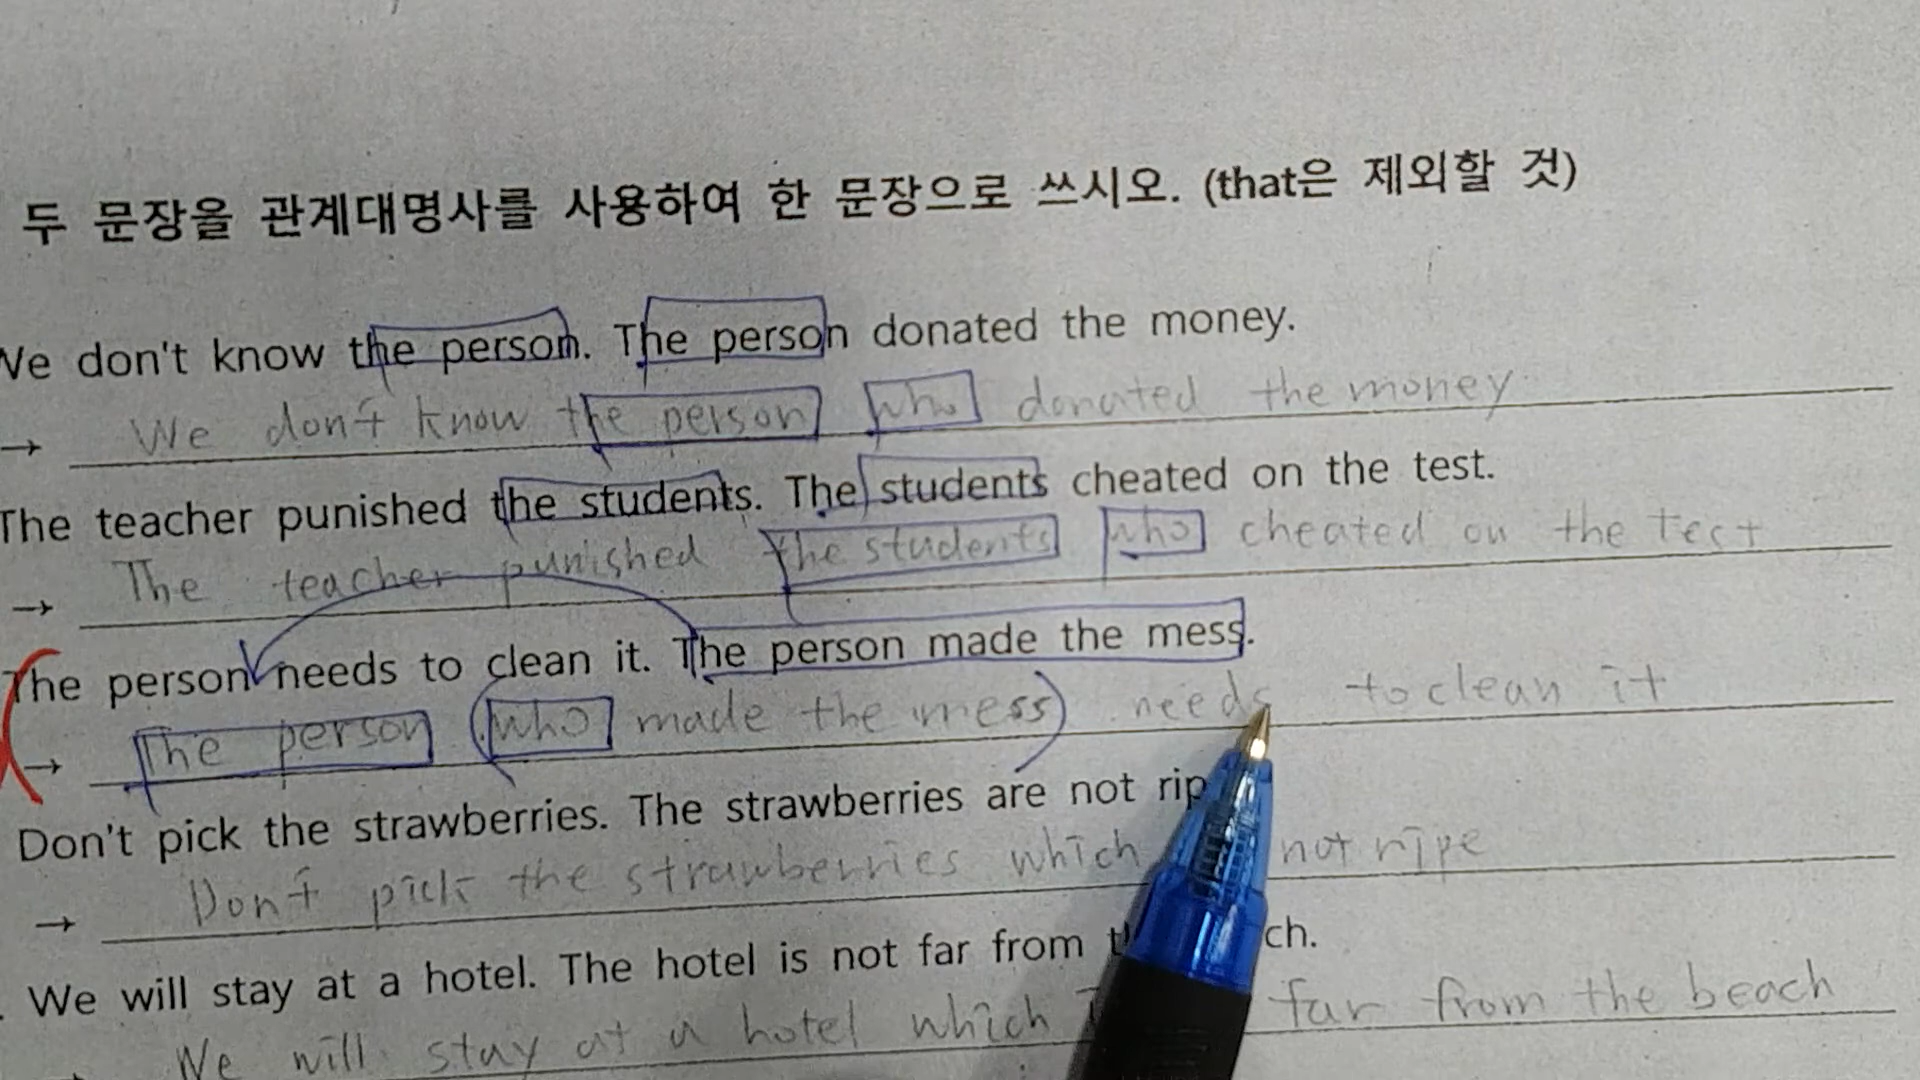 두 문장을 관계대명사를 사용하여 한 문장으로 쓰시오. (that은 제외할 것)
We don't know the person. The person donated the money.
→ We don't know the person who donated the money.
The teacher punished the students. The students cheated on the test.
→ The teacher punished the students who cheated on the test
The person needs to clean it. The person made the mess.
→ The person (who made the mess) needs to clean it
Don't pick the strawberries. The strawberries are not rip
→ Don't pick the strawberries which not ripe
We will stay at a hotel. The hotel is not far from ch.
We will stay at a hotel which far from the beach